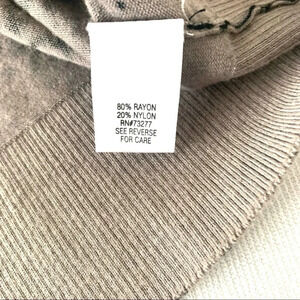 80% RAYON
20% NYLON
RN#73277
SEE REVERSE
FOR CARE